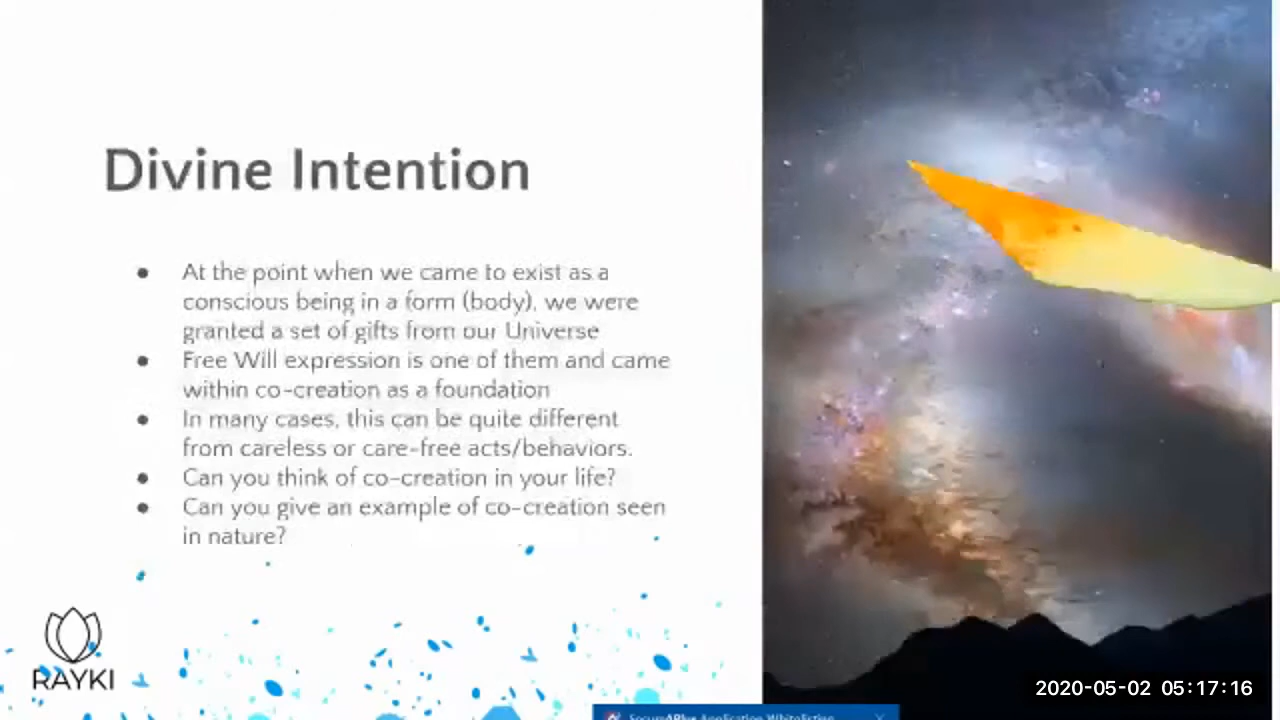 Divine Intention
● At the point when we came to exist as a
conscious being in a form (body), we were
granted a set of gifts from our Universe
● Free Will expression is one of them and came
within co-creation as a foundation
● In many cases, this can be quite different
from careless or care-free acts/behaviors.
● Can you think of co-creation in your life?
● Can you give an example of co-creation seen
in nature?
RAYKI
2020-05-02 05:17:16
Application Whitelisting